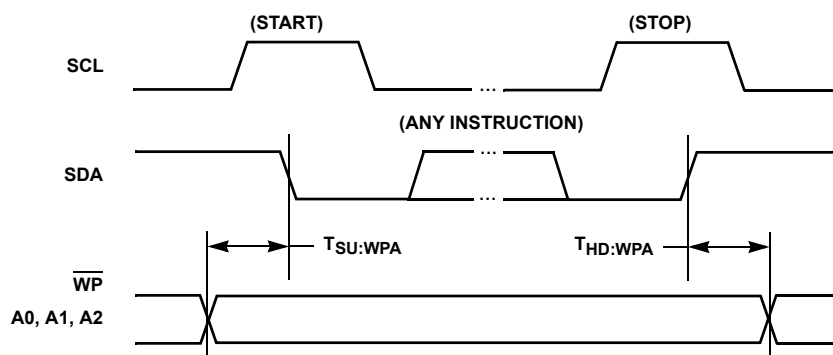 (START) (STOP)
SCL
...
(ANY INSTRUCTION)
SDA
...
...
TSU:WPA THD:WPA
WP
A0, A1, A2